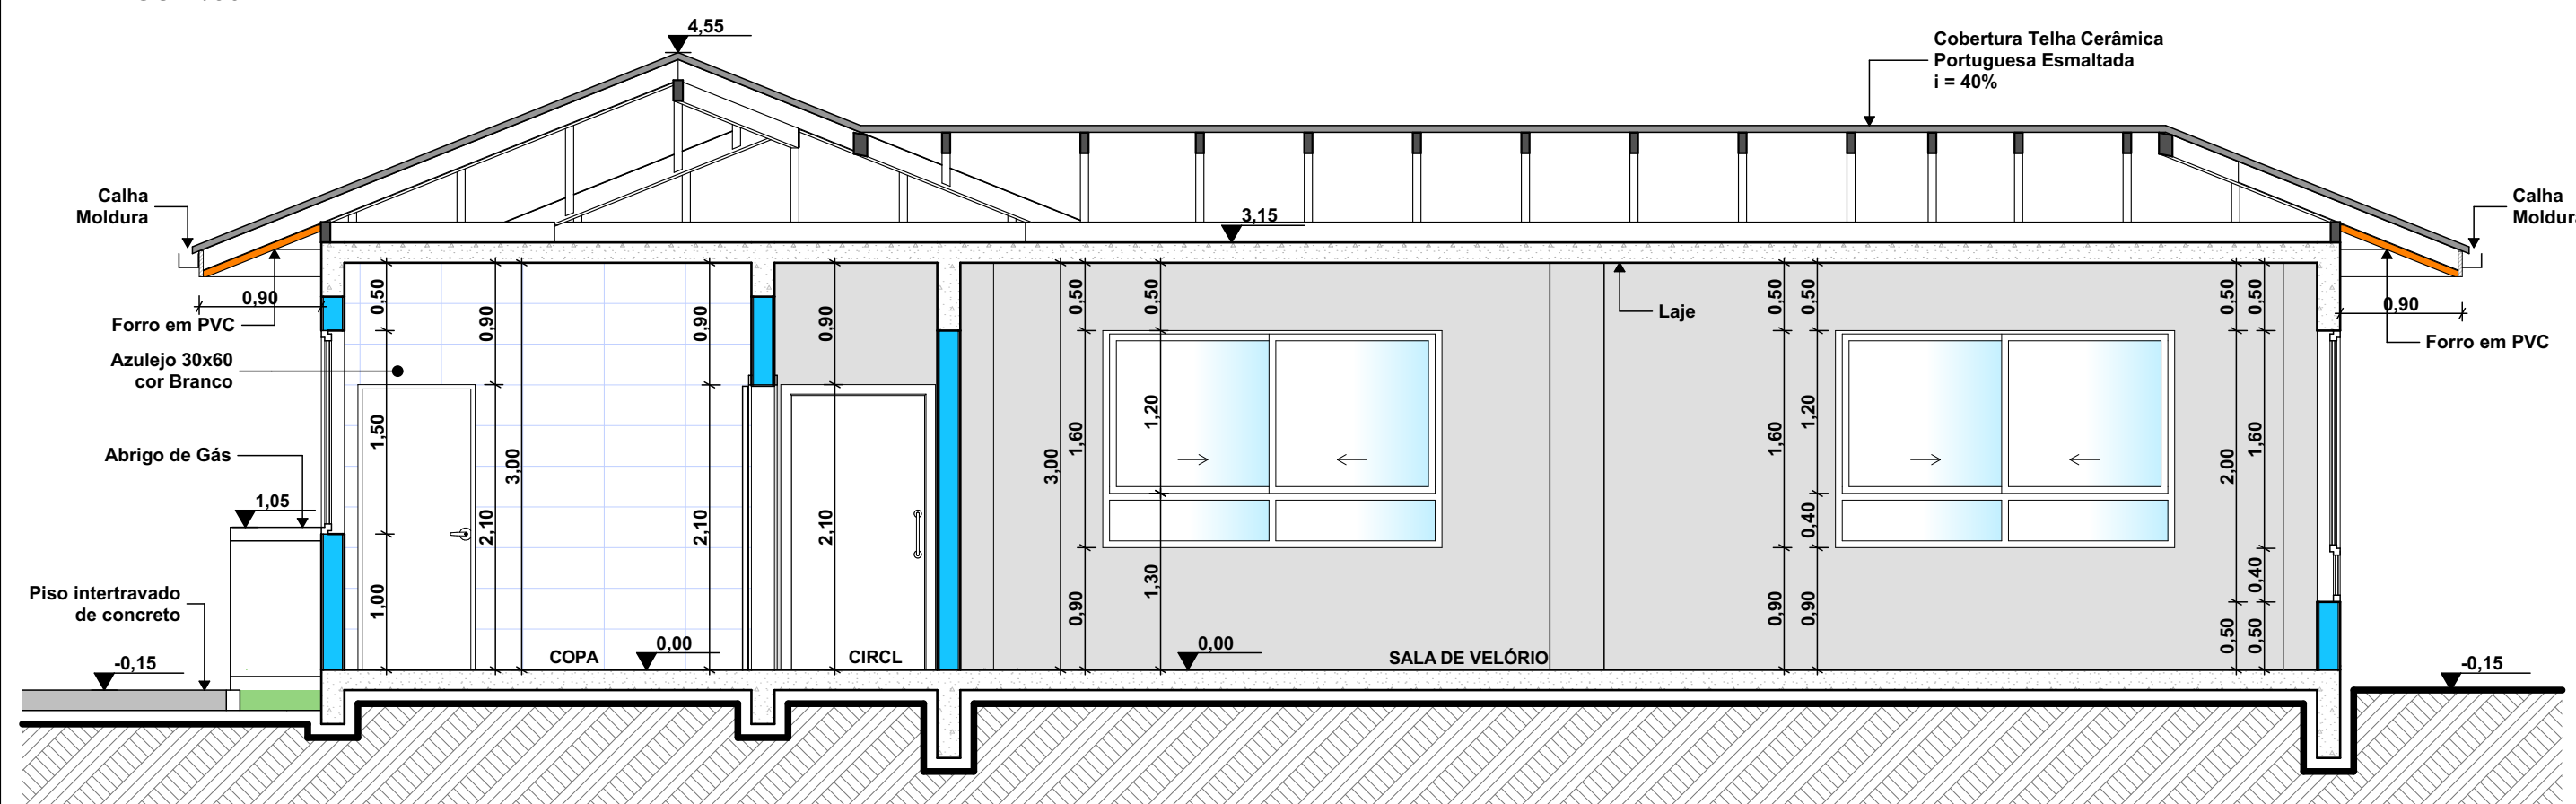 4,55
Cobertura Telha Cerâmica
Portuguesa Esmaltada
i = 40%
Calha
Moldura
3,15
Calha
Moldura
0,90
Forro em PVC
Azulejo 30x60
cor Branco
Abrigo de Gás
1,05
Piso intertravado
de concreto
-0,15
0,50
1,50
1,00
0,90
2,10
3,00
0,90
2,10
0,90
2,10
COPA
0,00
CIRCL
3,00
0,50
1,60
0,90
0,50
1,20
1,30
0,00
SALA DE VELÓRIO
Laje
0,50
1,60
0,90
0,50
1,20
0,40
0,90
0,50
2,00
0,50
0,50
1,60
0,40
0,50
0,90
Forro em PVC
-0,15